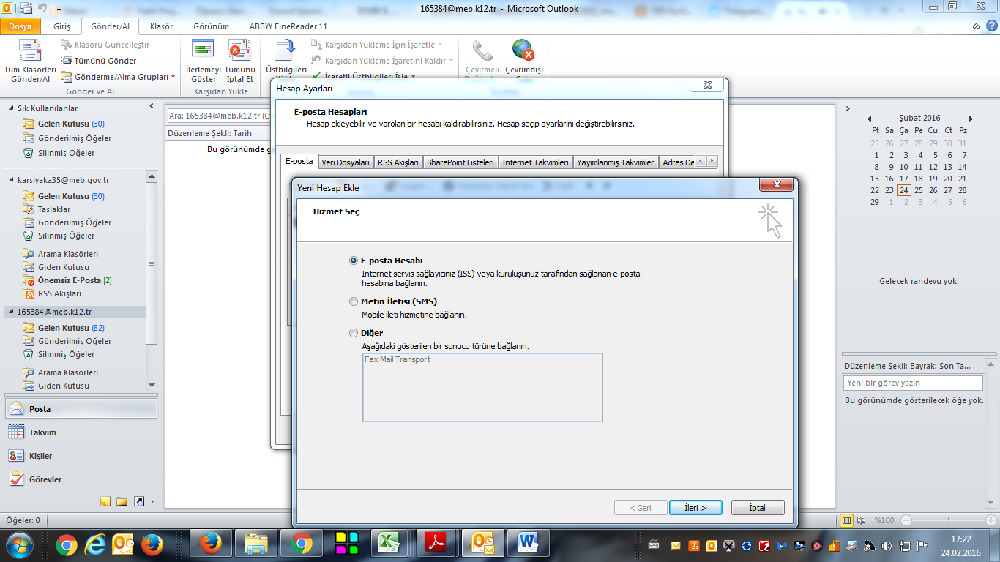 165384@meb.k12.tr - Microsoft Outlook
Dosya Giriş Gönder/Al Klasör Görünüm ABBYY FineReader 11
Tüm Klasörleri Gönder/Al
Klasörü Güncelleştir
Tümünü Gönder
Gönderme/Alma Grupları
Gönder ve Al
İlerlemeyi Göster
Tümünü İptal Et
Karşıdan Yükle
Üstbilgileri
Karşıdan Yükleme İçin İşaretle
Karşıdan Yükleme İşaretini Kaldır
İşaretli Üstbilgileri İşle
Çevirmeli
Çevrimdışı
Sık Kullanılanlar
Gelen Kutusu (30)
Gönderilmiş Öğeler
Silinmiş Öğeler
karsiyaka35@meb.gov.tr
Gelen Kutusu (30)
Taslaklar
Gönderilmiş Öğeler
Silinmiş Öğeler
Arama Klasörleri
Giden Kutusu
Önemsiz E-Posta [2]
RSS Akışları
165384@meb.k12.tr
Gelen Kutusu (82)
Gönderilmiş Öğeler
Silinmiş Öğeler
Arama Klasörleri
Giden Kutusu
Posta
Takvim
Kişiler
Görevler
Öğeler: 0
Ara: 165384@meb.k12.tr (C
Düzenleme Şekli: Tarih
Bu görünümde g
Hesap Ayarları
E-posta Hesapları
Hesap ekleyebilir ve varolan bir hesabı kaldırabilirsiniz. Hesap seçip ayarlarını değiştirebilirsiniz.
E-posta Veri Dosyaları RSS Akışları SharePoint Listeleri Internet Takvimleri Yayımlanmış Takvimler Adres De
Yeni Hesap Ekle
Hizmet Seç
E-posta Hesabı
Internet servis sağlayıcınız (ISS) veya kuruluşunuz tarafından sağlanan e-posta
hesabına bağlanın.
Metin İletisi (SMS)
Mobile ileti hizmetine bağlanın.
Diğer
Aşağıdaki gösterilen bir sunucu türüne bağlanın.
Fax Mail Transport
< Geri İleri > İptal
Şubat 2016
Pt Sa Ça Pe Cu Ct Pz
25 26 27 28 29 30 31
1 2 3 4 5 6 7
8 9 10 11 12 13 14
15 16 17 18 19 20 21
22 23 24 25 26 27 28
29 1 2 3 4 5 6
Gelecek randevu yok.
Düzenleme Şekli: Bayrak: Son Ta...
Yeni bir görev yazın
Bu görünümde gösterilecek öğe yok.
%100
17:22
24.02.2016